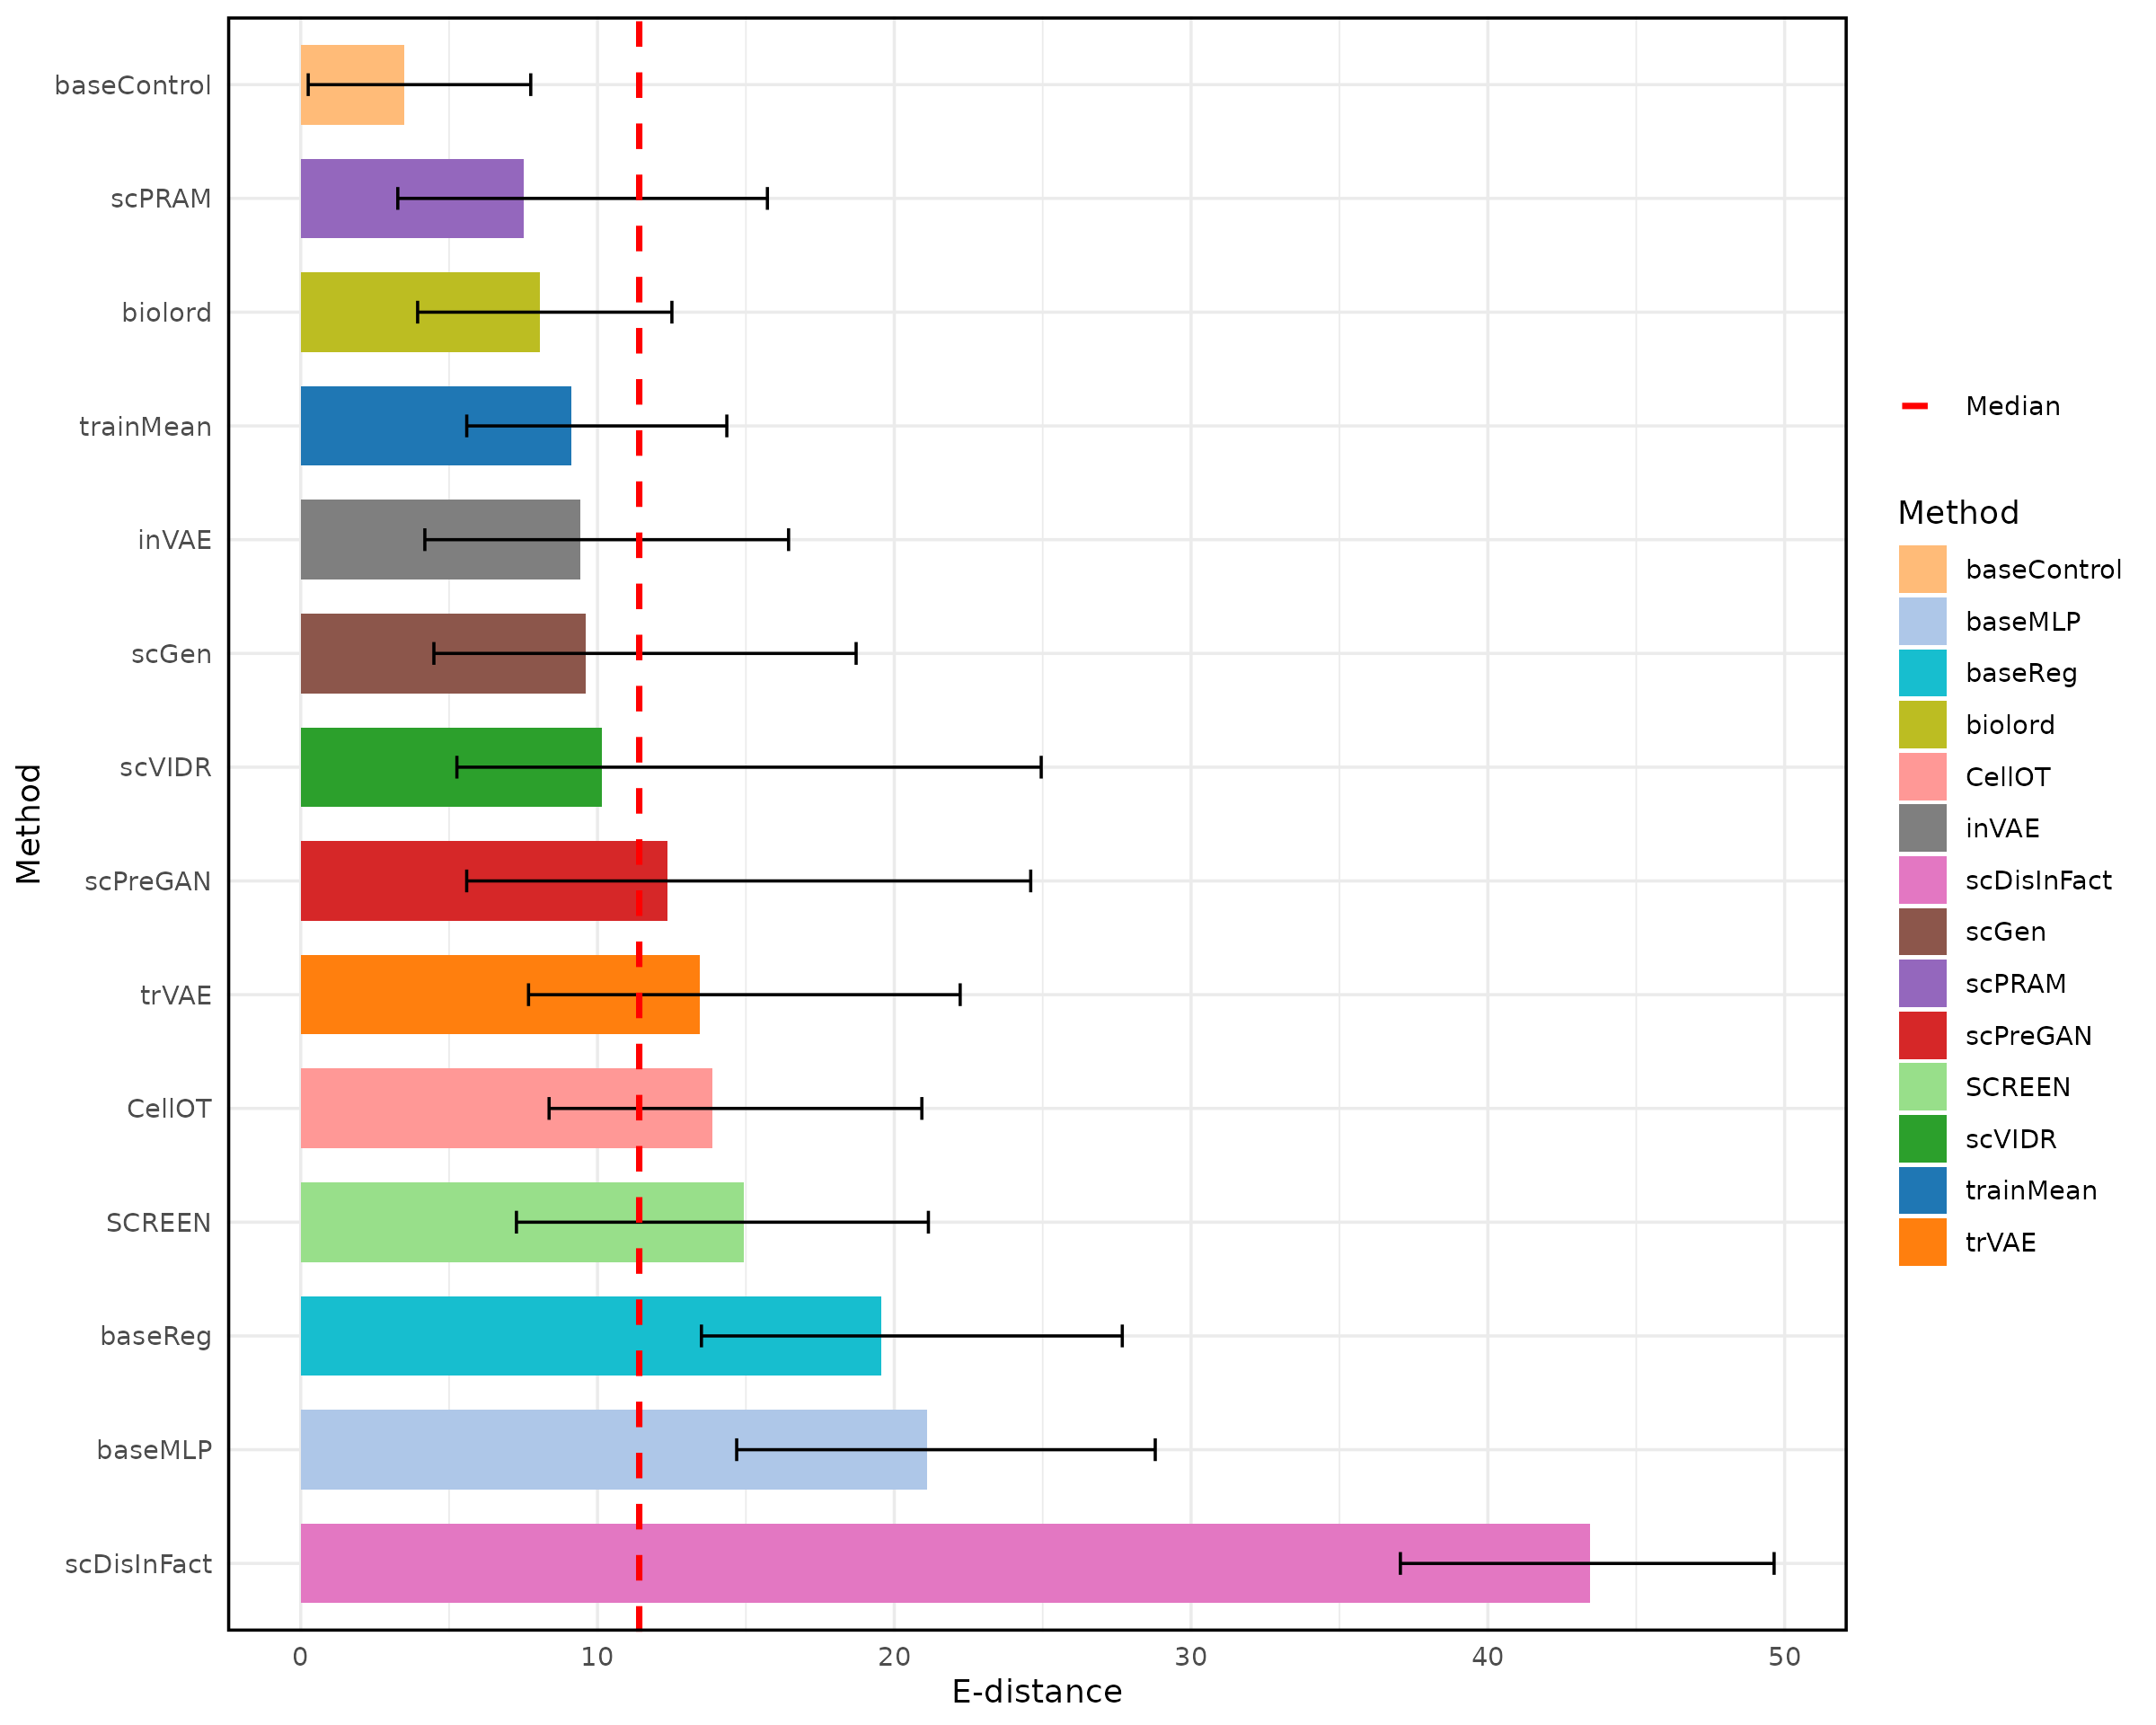 baseControl
scPRAM
biolord
trainMean
inVAE
scGen
scVIDR
scPreGAN
trVAE
CellOT
SCREEN
baseReg
baseMLP
scDisInFact
Method
0 10 20 30 40 50
E-distance
Median
Method
baseControl
baseMLP
baseReg
biolord
CellOT
inVAE
scDisInFact
scGen
scPRAM
scPreGAN
SCREEN
scVIDR
trainMean
trVAE